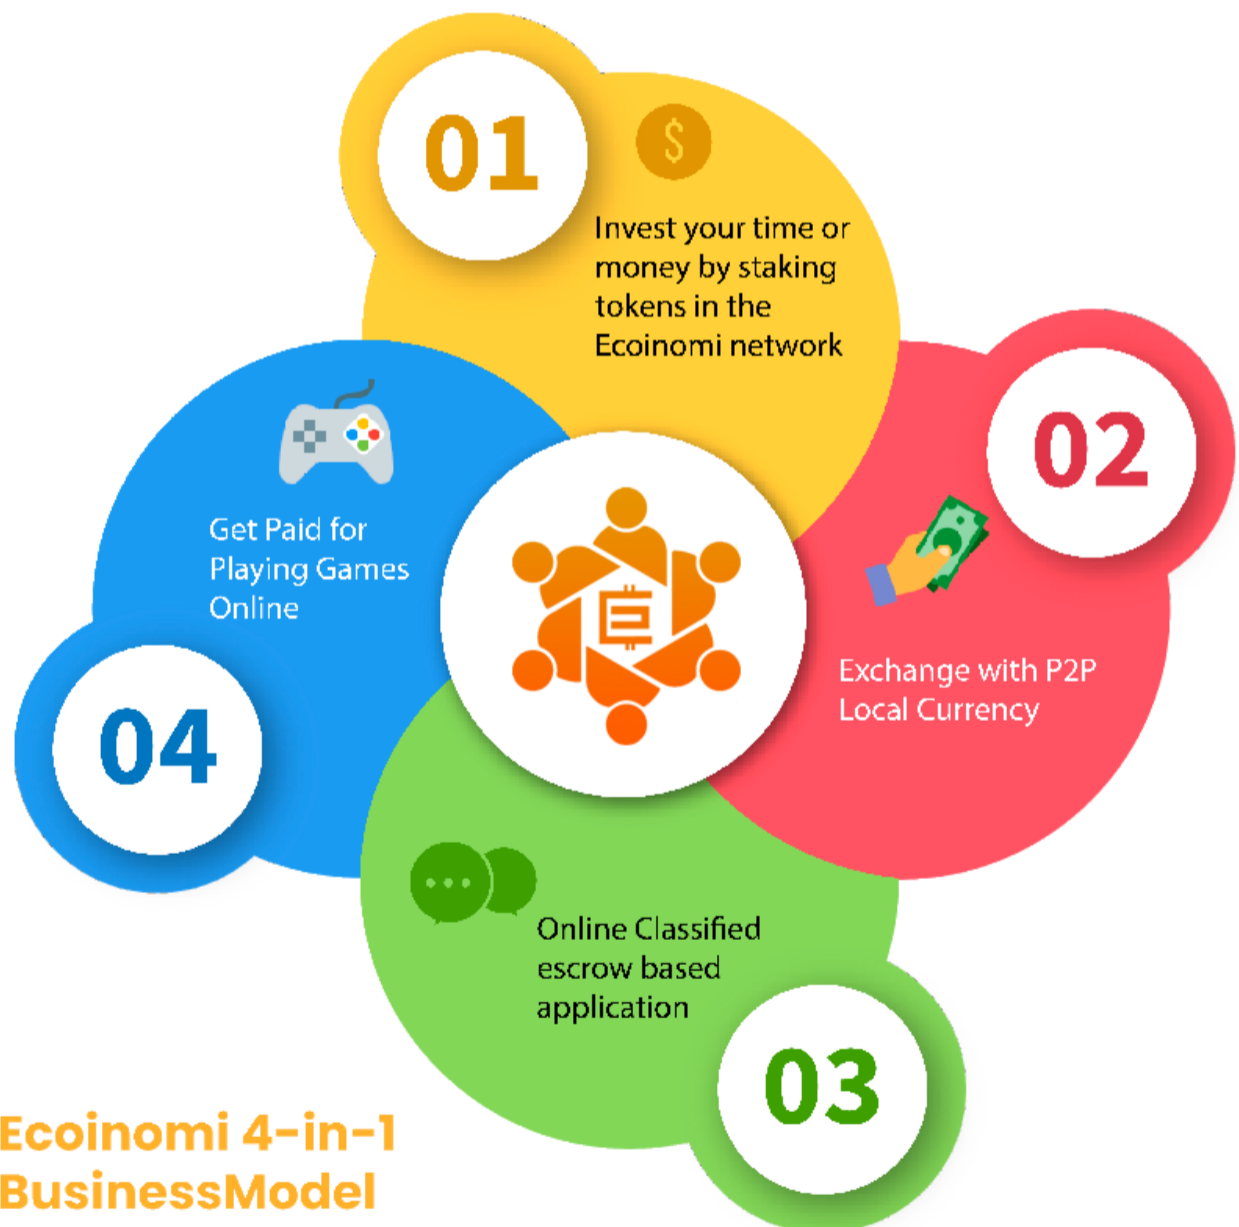 01
$
Invest your time or
money by staking
tokens in the
Ecoinomi network
02
Exchange with P2P
Local Currency
03
Online Classified
escrow based
application
04
Get Paid for
Playing Games
Online
Ecoinomi 4-in-1
BusinessModel